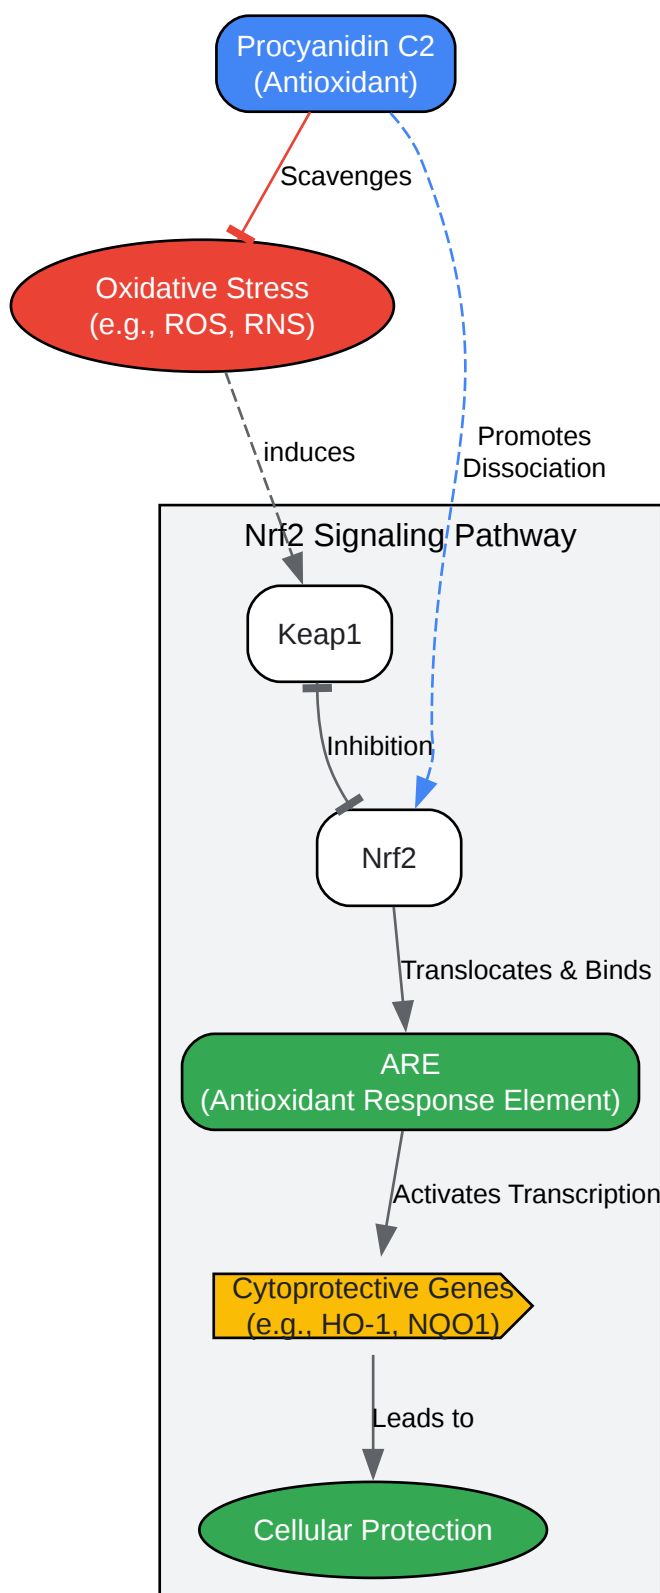 Procyanidin C2
(Antioxidant)
Scavenges
Oxidative Stress
(e.g., ROS, RNS)
induces
Promotes
Dissociation
Nrf2 Signaling Pathway
Keap1
Inhibition
Nrf2
Translocates & Binds
ARE
(Antioxidant Response Element)
Activates Transcription
Cytoprotective Genes
(e.g., HO-1, NQO1)
Leads to
Cellular Protection